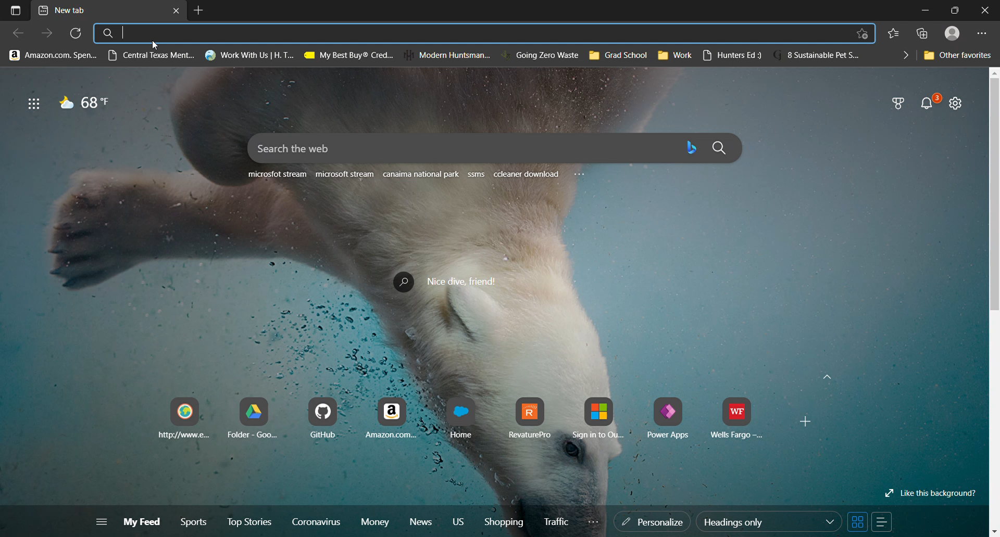 New tab
Amazon.com. Spen... Central Texas Ment... Work With Us | H. T... My Best Buy® Cred... Modern Huntsman... Going Zero Waste Grad School Work Hunters Ed :) 8 Sustainable Pet S... Other favorites
68 °F
3
Search the web
microsfot stream microsoft stream canaima national park ssms ccleaner download ...
Nice dive, friend!
http://www.e... Folder - Goo... GitHub Amazon.com... Home RevaturePro Sign in to Ou... Power Apps Wells Fargo –...
Like this background?
My Feed Sports Top Stories Coronavirus Money News US Shopping Traffic ... Personalize Headings only